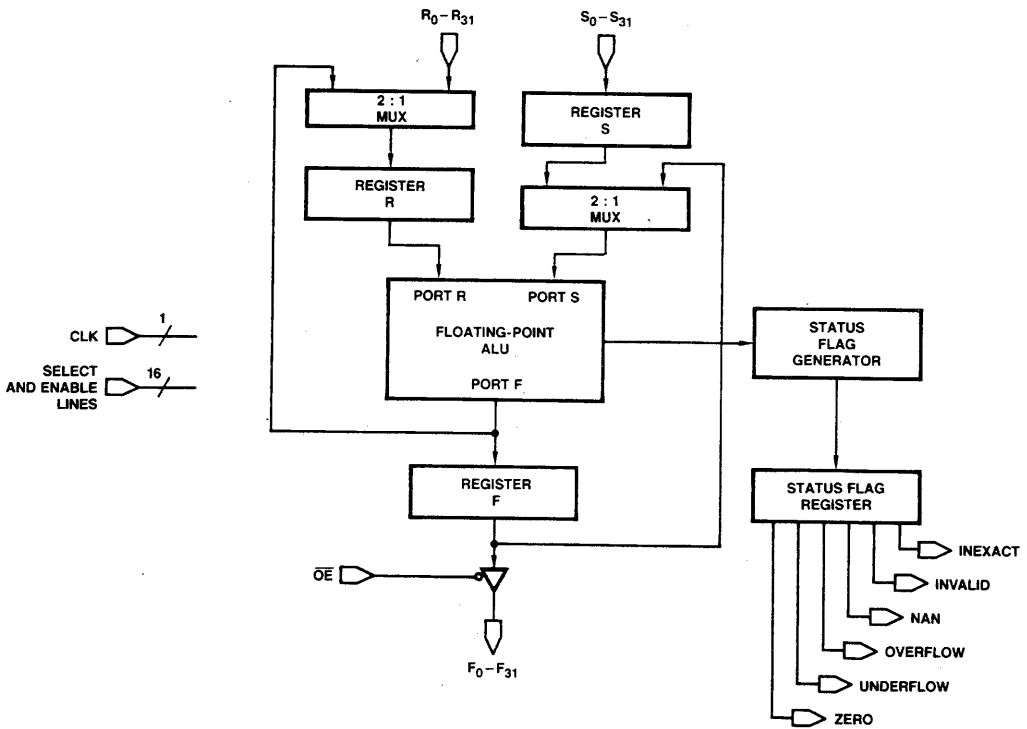 R0–R31
S0–S31
2 : 1
MUX
REGISTER
S
REGISTER
R
2 : 1
MUX
PORT R
PORT S
FLOATING-POINT
ALU
PORT F
CLK
1
SELECT
AND ENABLE
LINES
16
STATUS
FLAG
GENERATOR
REGISTER
F
STATUS FLAG
REGISTER
OE
F0–F31
INEXACT
INVALID
NAN
OVERFLOW
UNDERFLOW
ZERO